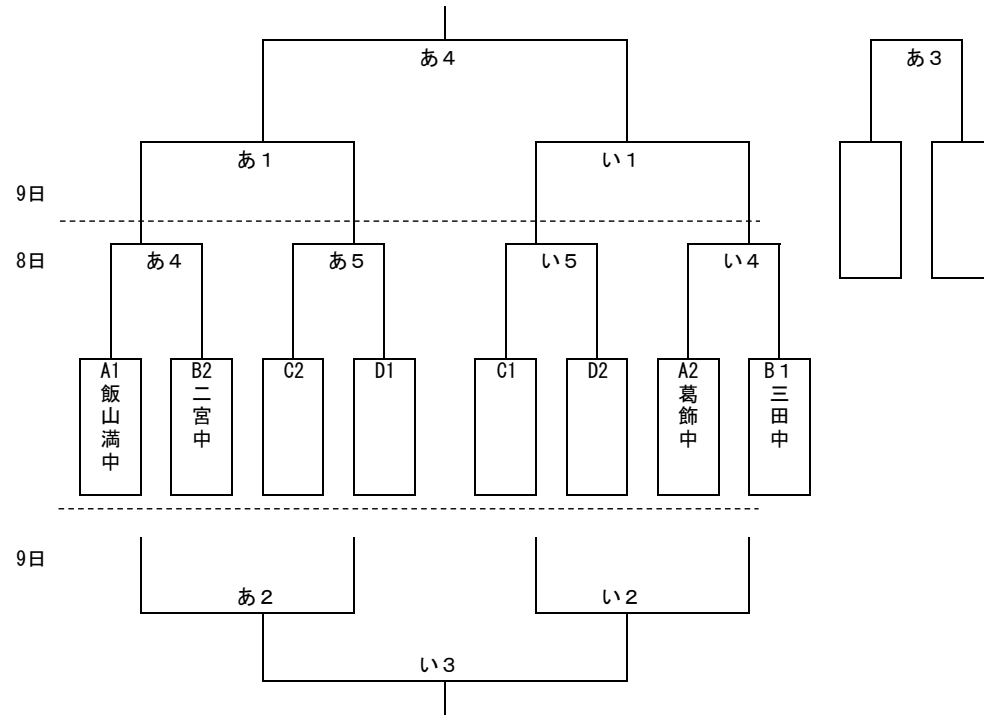 あ４
あ３
あ１
い１
9日
8日
あ４
あ５
い５
い４
A1
飯山満中
B2
二宮中
C2
D1
C1
D2
A2
葛飾中
B１
三田中
9日
あ２
い２
い３